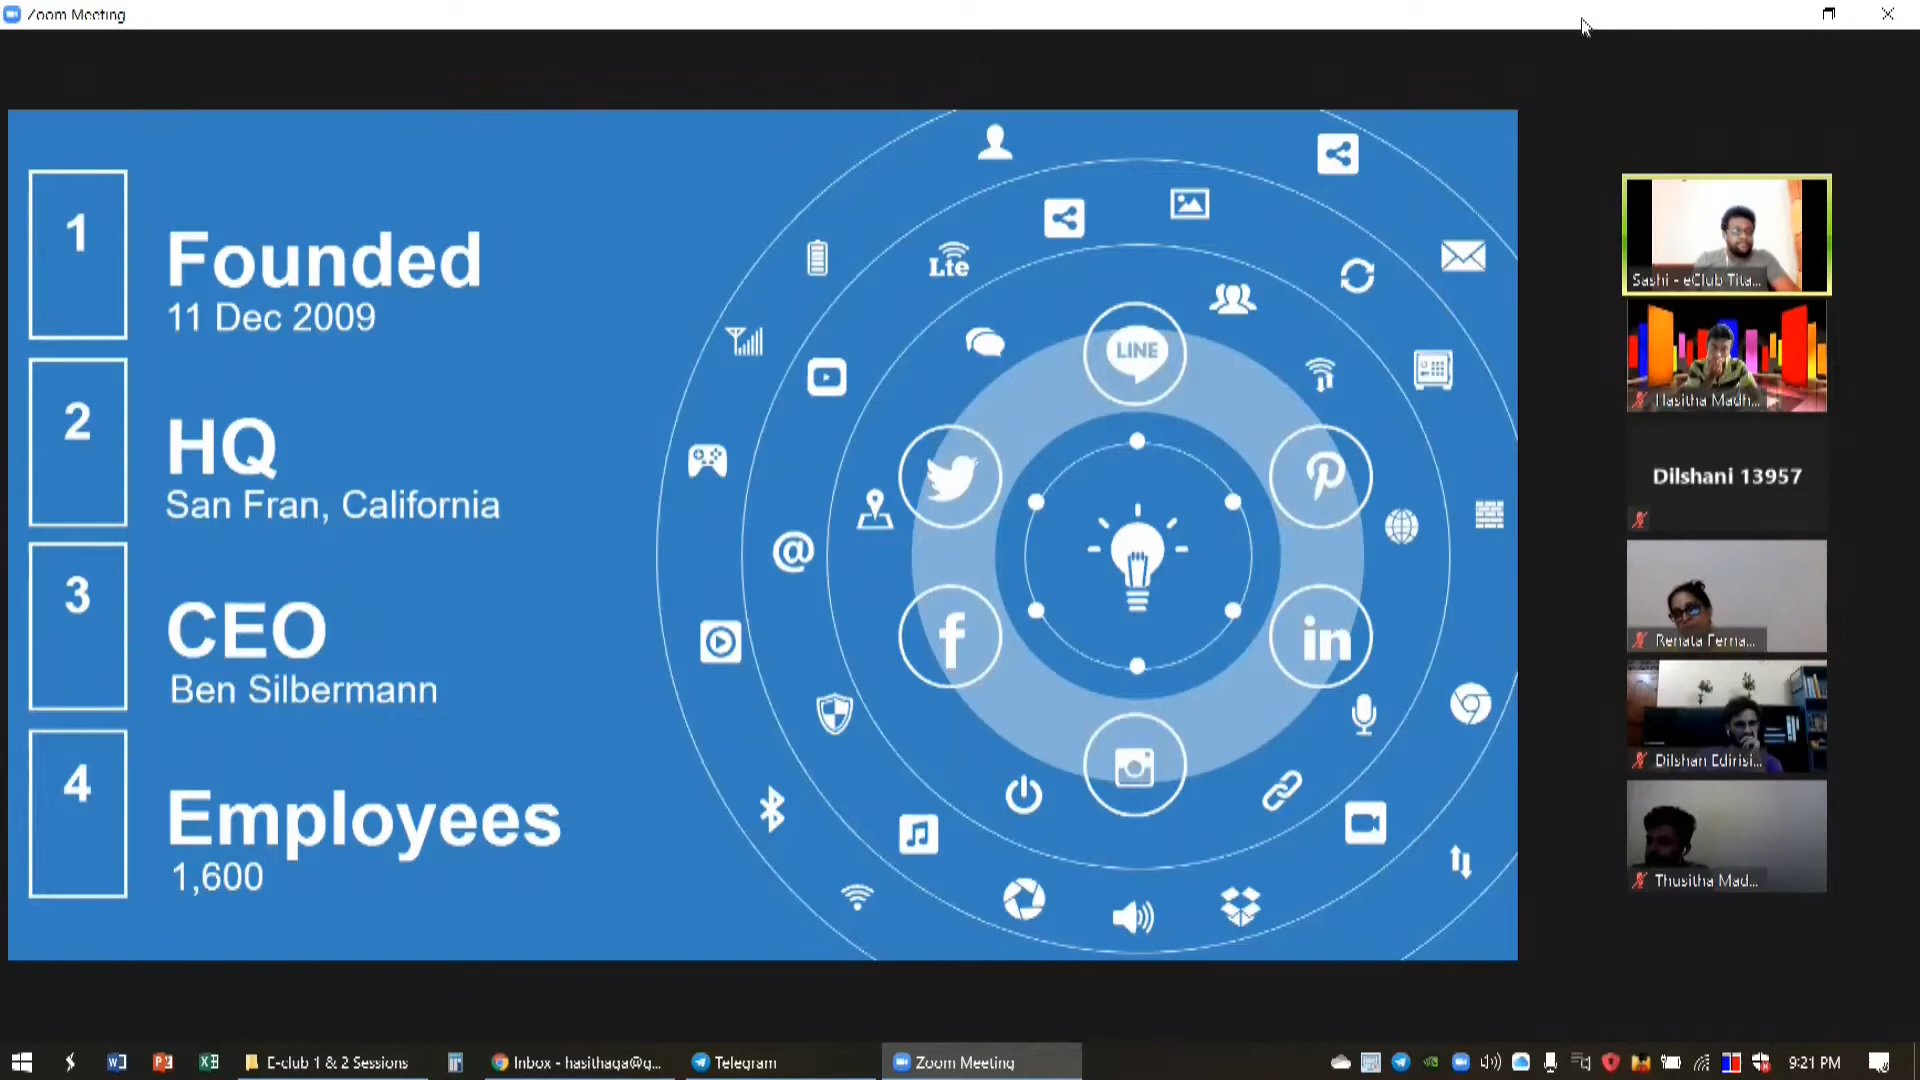 Zoom Meeting
1
Founded
11 Dec 2009
2
HQ
San Fran, California
3
CEO
Ben Silbermann
4
Employees
1,600
Lte
LINE
@
f
in
Sashi - eClub Tita...
Hasitha Madh...
Dilshani 13957
Renata Ferna...
Dilshan Edirisi...
Thusitha Mad...
E-club 1 & 2 Sessions
Inbox - hasithaga@g...
Telegram
Zoom Meeting
9:21 PM